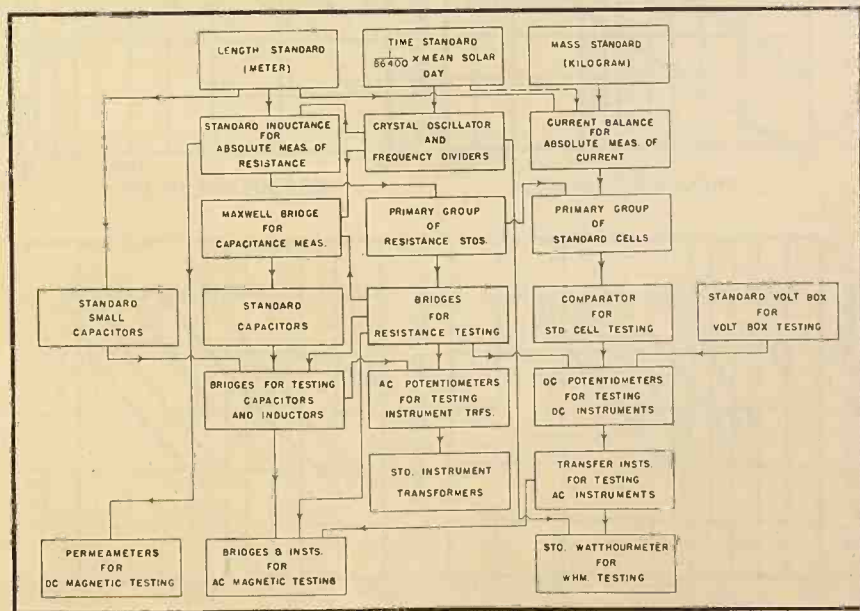 LENGTH STANDARD
(METER)
TIME STANDARD
1/86400 × MEAN SOLAR
DAY
MASS STANDARD
(KILOGRAM)
STANDARD INDUCTANCE
FOR
ABSOLUTE MEAS. OF
RESISTANCE
CRYSTAL OSCILLATOR
AND
FREQUENCY DIVIDERS
CURRENT BALANCE
FOR
ABSOLUTE MEAS. OF
CURRENT
MAXWELL BRIDGE
FOR
CAPACITANCE MEAS.
PRIMARY GROUP
OF
RESISTANCE STDS.
PRIMARY GROUP
OF
STANDARD CELLS
STANDARD
SMALL
CAPACITORS
STANDARD
CAPACITORS
BRIDGES
FOR
RESISTANCE TESTING
COMPARATOR
FOR
STD CELL TESTING
STANDARD VOLT BOX
FOR
VOLT BOX TESTING
BRIDGES FOR TESTING
CAPACITORS
AND INDUCTORS
AC POTENTIOMETERS
FOR TESTING
INSTRUMENT TRFS.
DC POTENTIOMETERS
FOR TESTING
DC INSTRUMENTS
STD. INSTRUMENT
TRANSFORMERS
TRANSFER INSTS.
FOR TESTING
AC INSTRUMENTS
PERMEAMETERS
FOR
DC MAGNETIC TESTING
BRIDGES & INSTS.
FOR
AC MAGNETIC TESTING
STD. WATTHOURMETER
FOR
WHM. TESTING